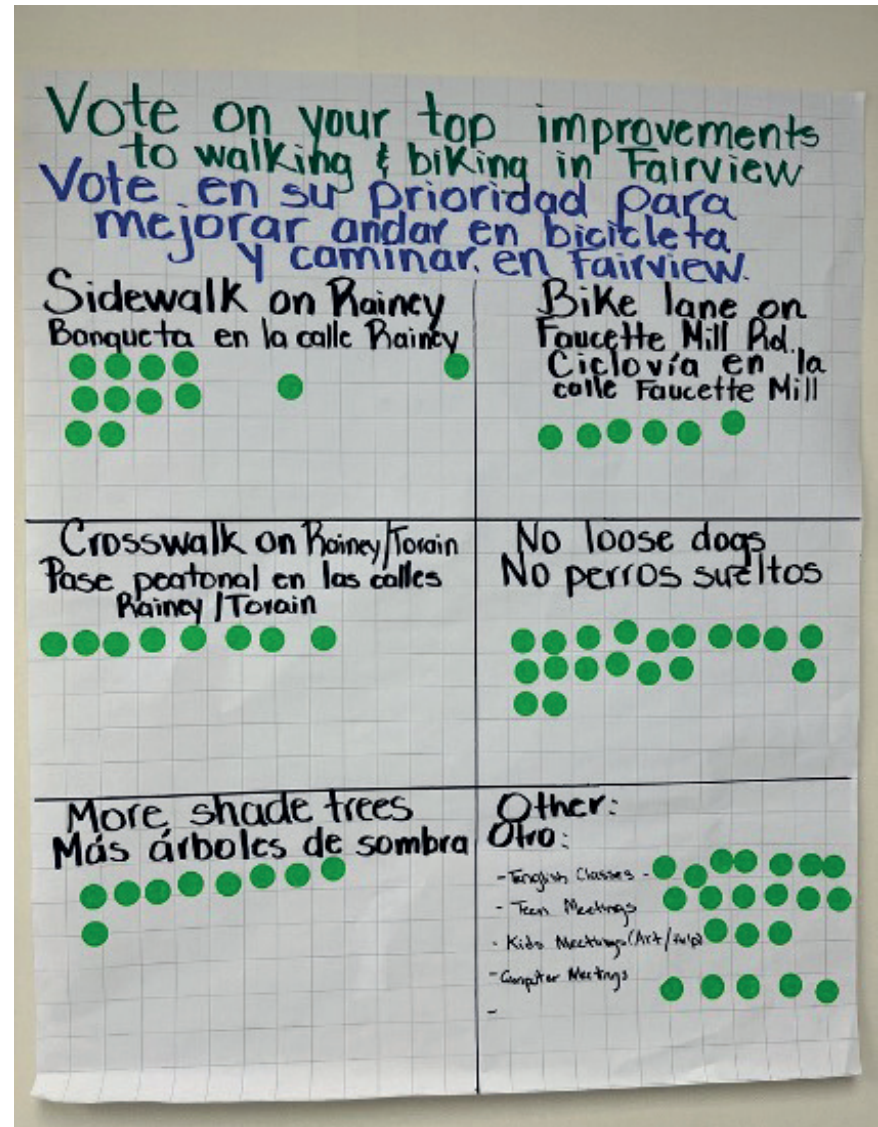 Vote on your top improvements
to walking & biking in Fairview
Vote en su prioridad para
mejorar andar en bicicleta
y caminar en Fairview.
Sidewalk on Rainey
Banqueta en la calle Rainey
Bike lane on
Faucette Mill Rd.
Ciclovía en la
calle Faucette Mill
Crosswalk on Rainey/Torain
Pase peatonal en las calles
Rainey/Torain
No loose dogs
No perros sueltos
More shade trees
Más árboles de sombra
Other:
Otro:
- English Classes -
- Teen Meetings
- Kids Meetings (Art/
- Computer Meetings
-